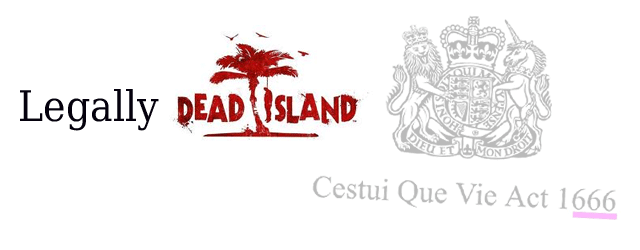 Legally DEAD ISLAND
DIEU ET MON DROIT
Cestui Que Vie Act 1666